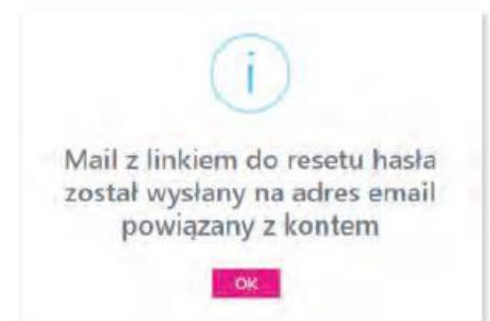 i
Mail z linkiem do resetu hasła
został wysłany na adres email
powiązany z kontem
OK